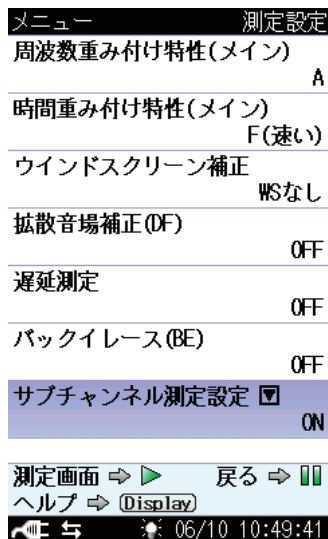 メニュー 測定設定
周波数重み付け特性(メイン)
A
時間重み付け特性(メイン)
F(速い)
ウインドスクリーン補正
WSなし
拡散音場補正(DF)
OFF
遅延測定
OFF
バックイレース(BE)
OFF
サブチャンネル測定設定
ON
測定画面 ⇨ 戻る ⇨
ヘルプ ⇨ Display
06/10 10:49:41